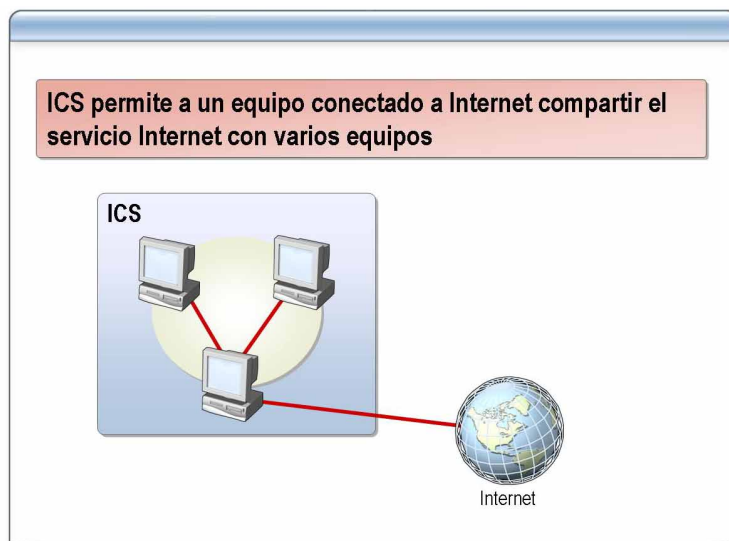 ICS permite a un equipo conectado a Internet compartir el
servicio Internet con varios equipos
ICS
Internet